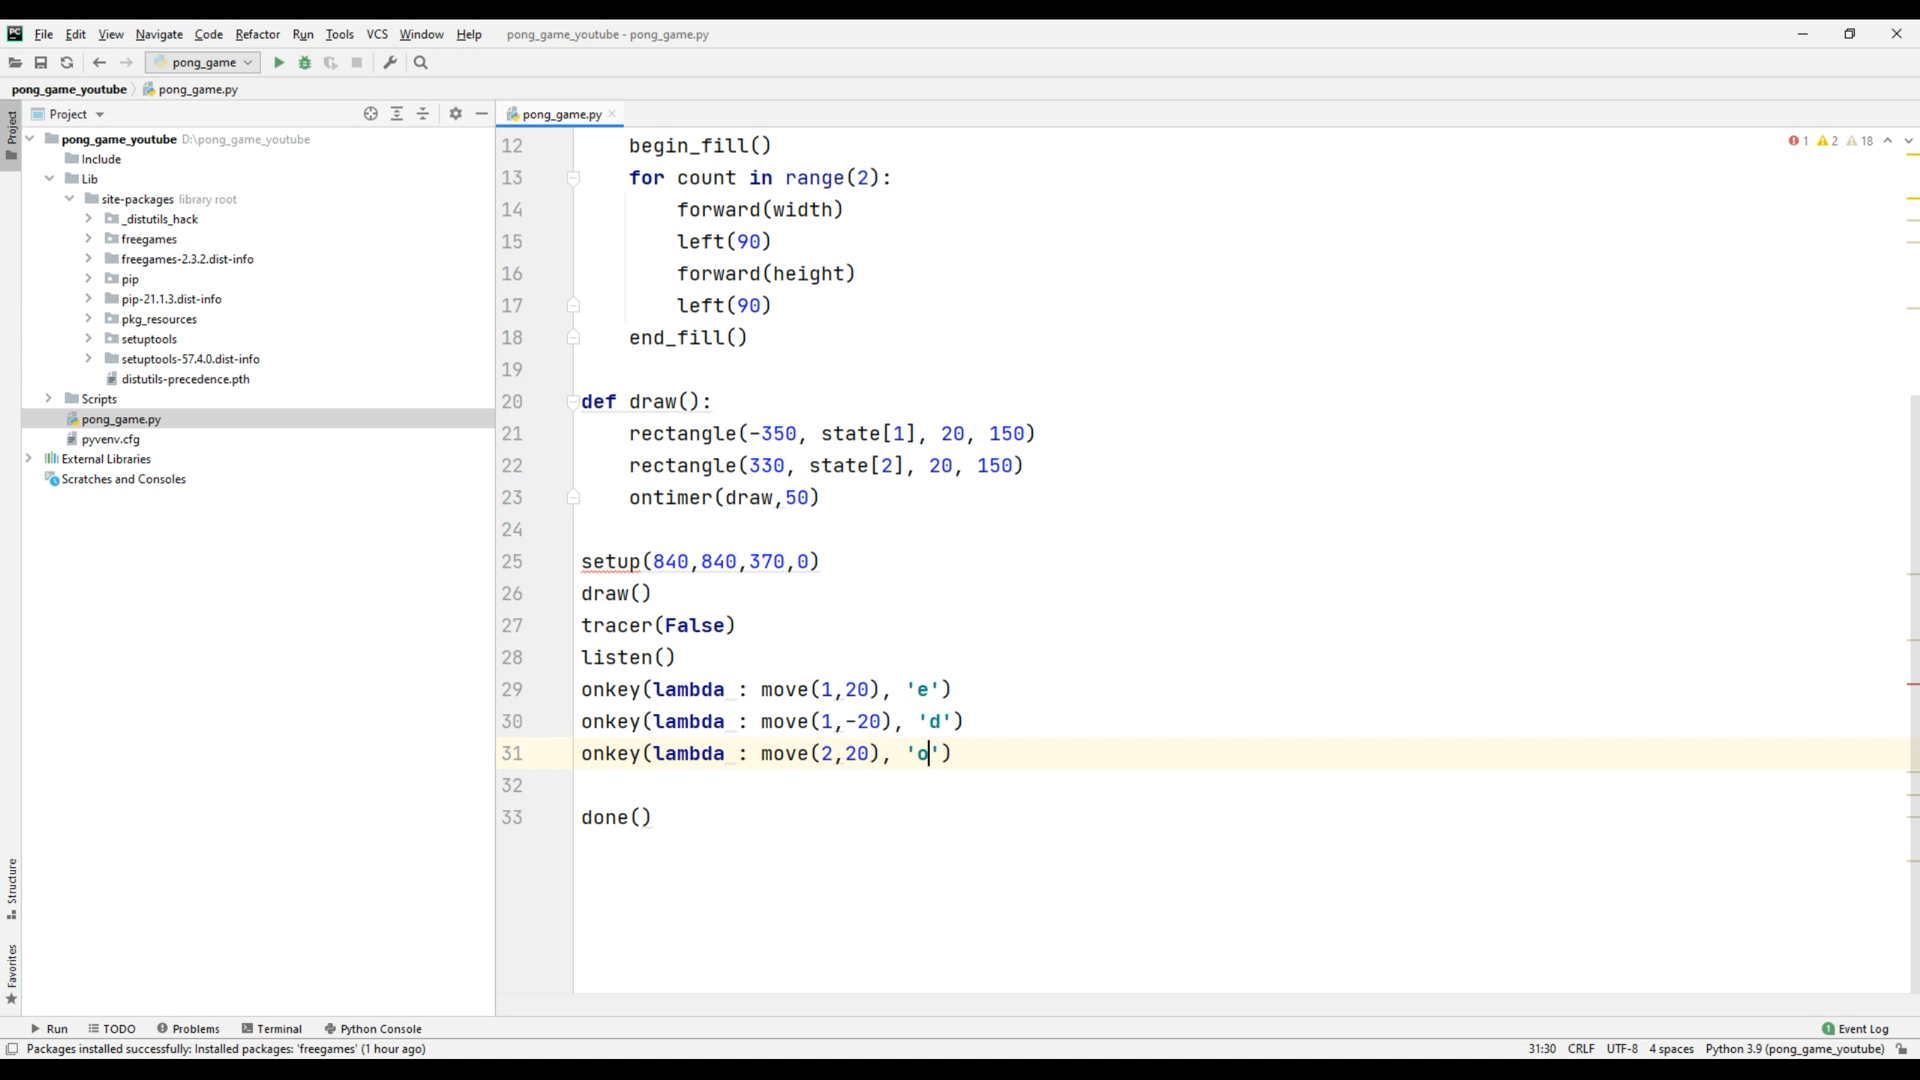 PC File Edit View Navigate Code Refactor Run Tools VCS Window Help pong_game_youtube - pong_game.py
pong_game
pong_game_youtube pong_game.py
Project
Project
pong_game.py
pong_game_youtube D:\pong_game_youtube
Include
Lib
site-packages library root
_distutils_hack
freegames
freegames-2.3.2.dist-info
pip
pip-21.1.3.dist-info
pkg_resources
setuptools
setuptools-57.4.0.dist-info
distutils-precedence.pth
Scripts
pong_game.py
pyvenv.cfg
External Libraries
Scratches and Consoles
1 2 18
12 begin_fill()
13 for count in range(2):
14 forward(width)
15 left(90)
16 forward(height)
17 left(90)
18 end_fill()
19
20 def draw():
21 rectangle(-350, state[1], 20, 150)
22 rectangle(330, state[2], 20, 150)
23 ontimer(draw,50)
24
25 setup(840,840,370,0)
26 draw()
27 tracer(False)
28 listen()
29 onkey(lambda : move(1,20), 'e')
30 onkey(lambda : move(1,-20), 'd')
31 onkey(lambda : move(2,20), 'o')
32
33 done()
Structure
Favorites
Run TODO Problems Terminal Python Console 1 Event Log
Packages installed successfully: Installed packages: 'freegames' (1 hour ago) 31:30 CRLF UTF-8 4 spaces Python 3.9 (pong_game_youtube)